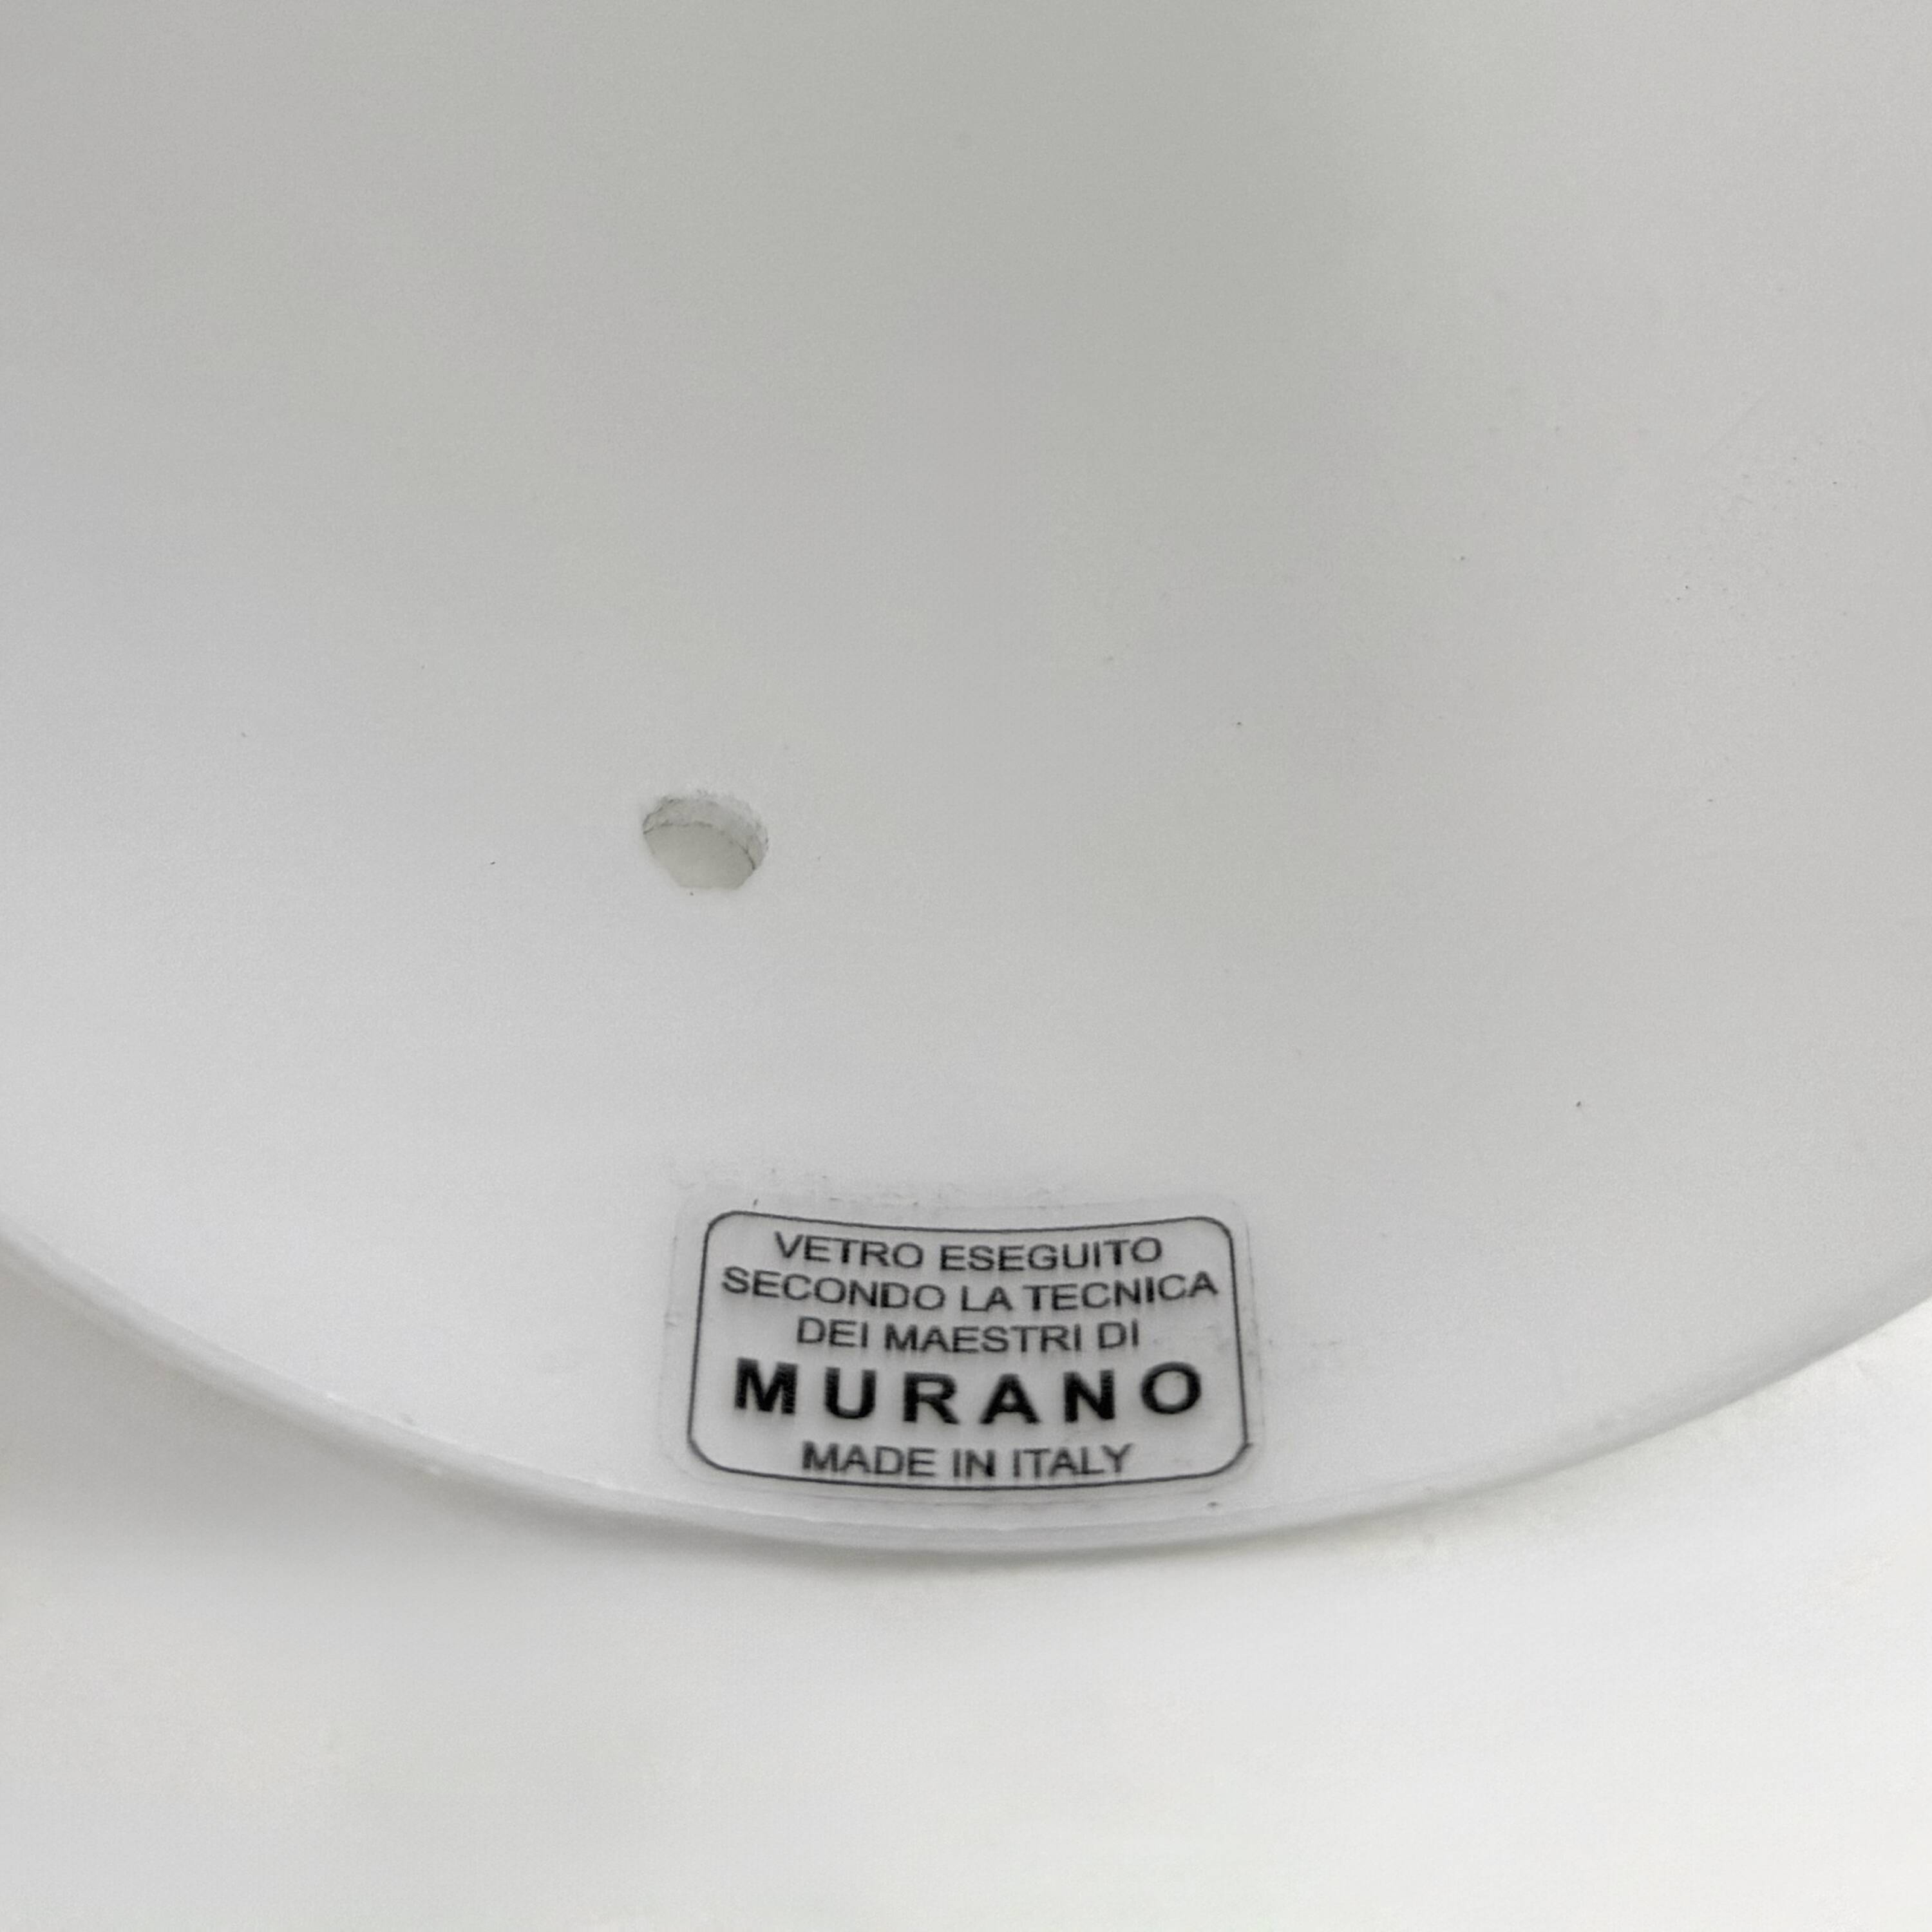 VETRO ESEGUITO
SECONDO LA TECNICA
DEI MAESTRI DI
MURANO
MADE IN ITALY